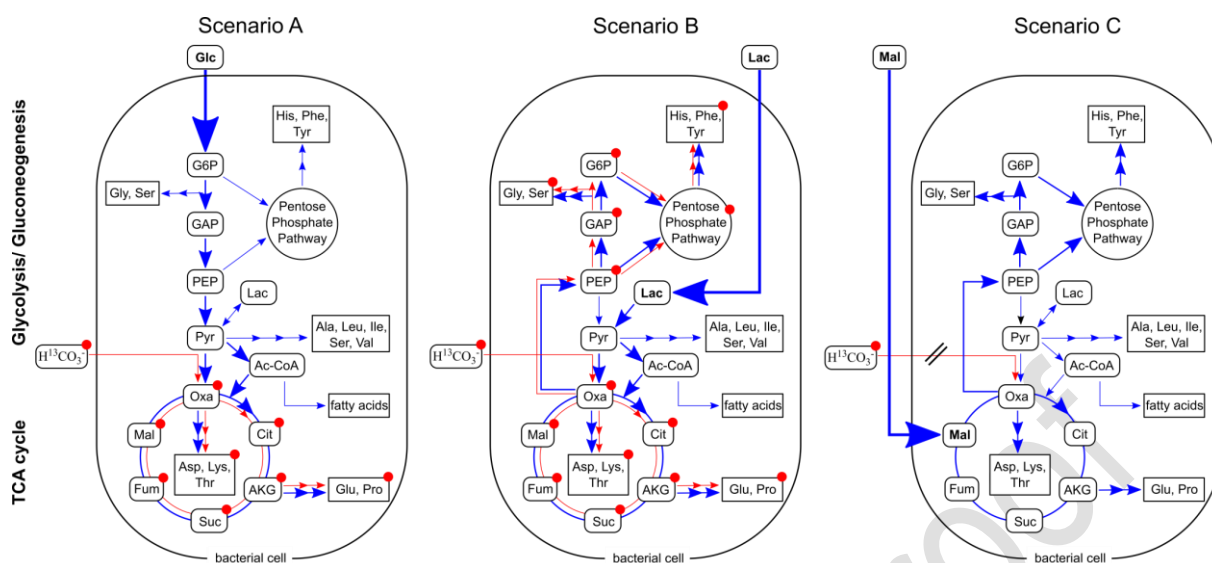 Scenario A
Scenario B
Scenario C
Glycolysis/ Gluconeogenesis
TCA cycle
Glc
His, Phe,
Tyr
G6P
Gly, Ser
Pentose
Phosphate
Pathway
GAP
PEP
Lac
Pyr
Ala, Leu, Ile,
Ser, Val
H¹³CO₃⁻
Ac-CoA
Oxa
fatty acids
Mal
Cit
Asp, Lys,
Thr
Fum
AKG
Glu, Pro
Suc
bacterial cell
Lac
His, Phe,
Tyr
G6P
Gly, Ser
Pentose
Phosphate
Pathway
GAP
PEP
Lac
Pyr
Ala, Leu, Ile,
Ser, Val
H¹³CO₃⁻
Ac-CoA
Oxa
fatty acids
Mal
Cit
Asp, Lys,
Thr
Fum
AKG
Glu, Pro
Suc
bacterial cell
Mal
His, Phe,
Tyr
G6P
Gly, Ser
Pentose
Phosphate
Pathway
GAP
PEP
Lac
Pyr
Ala, Leu, Ile,
Ser, Val
H¹³CO₃⁻
Ac-CoA
Oxa
fatty acids
Mal
Cit
Asp, Lys,
Thr
Fum
AKG
Glu, Pro
Suc
bacterial cell